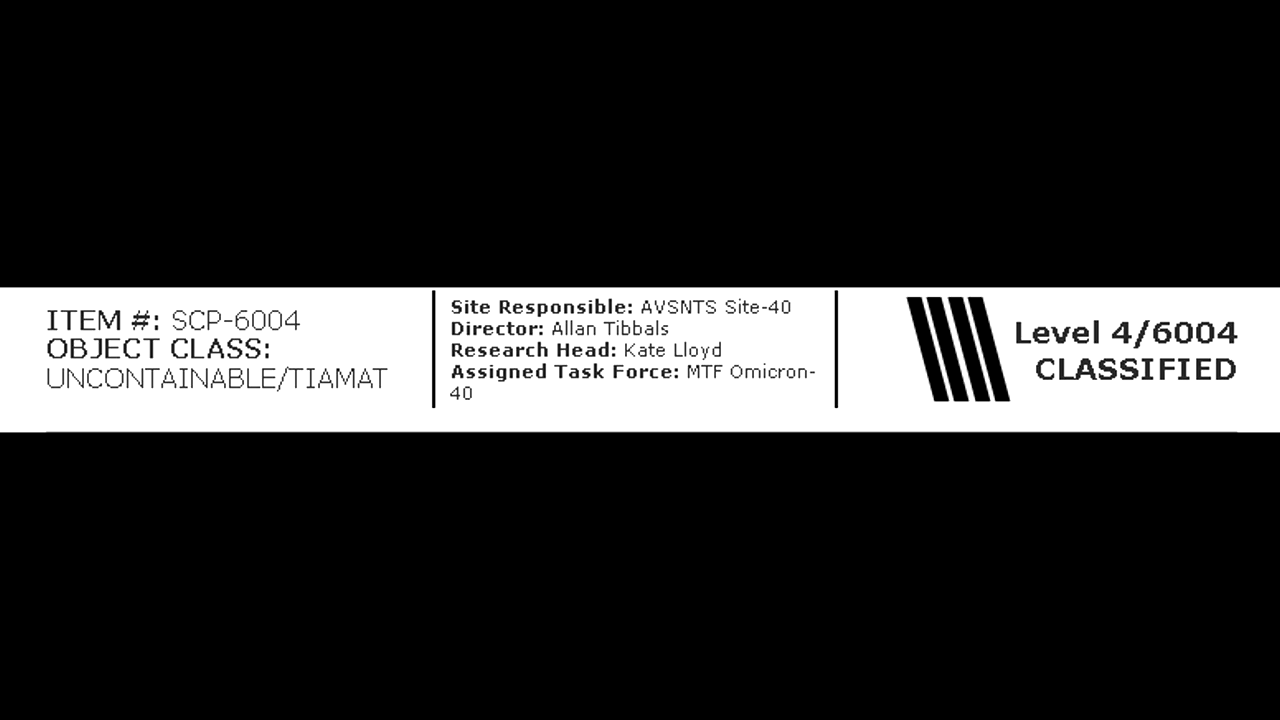 ITEM #: SCP-6004
OBJECT CLASS:
UNCONTAINABLE/TIAMAT
Site Responsible: AVSNTS Site-40
Director: Allan Tibbals
Research Head: Kate Lloyd
Assigned Task Force: MTF Omicron-
40
Level 4/6004
CLASSIFIED